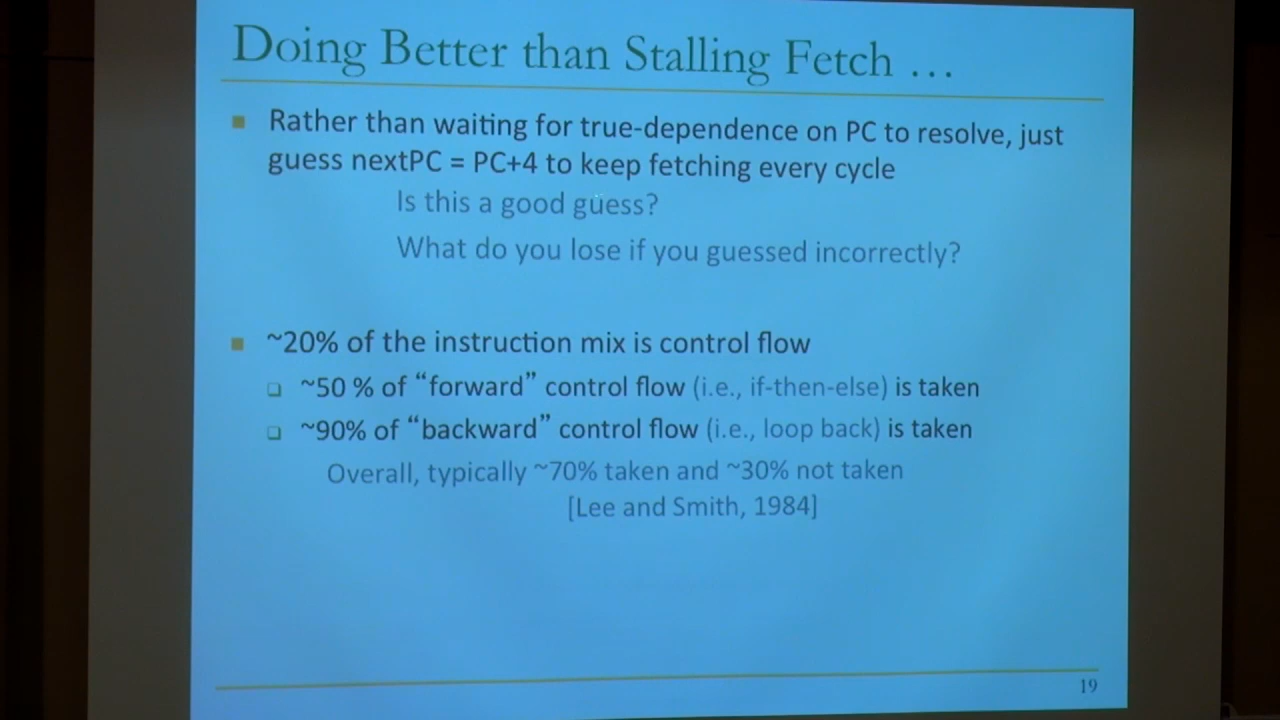 Doing Better than Stalling Fetch …
Rather than waiting for true-dependence on PC to resolve, just
guess nextPC = PC+4 to keep fetching every cycle
Is this a good guess?
What do you lose if you guessed incorrectly?
~20% of the instruction mix is control flow
~50 % of “forward” control flow (i.e., if-then-else) is taken
~90% of “backward” control flow (i.e., loop back) is taken
Overall, typically ~70% taken and ~30% not taken
[Lee and Smith, 1984]
19